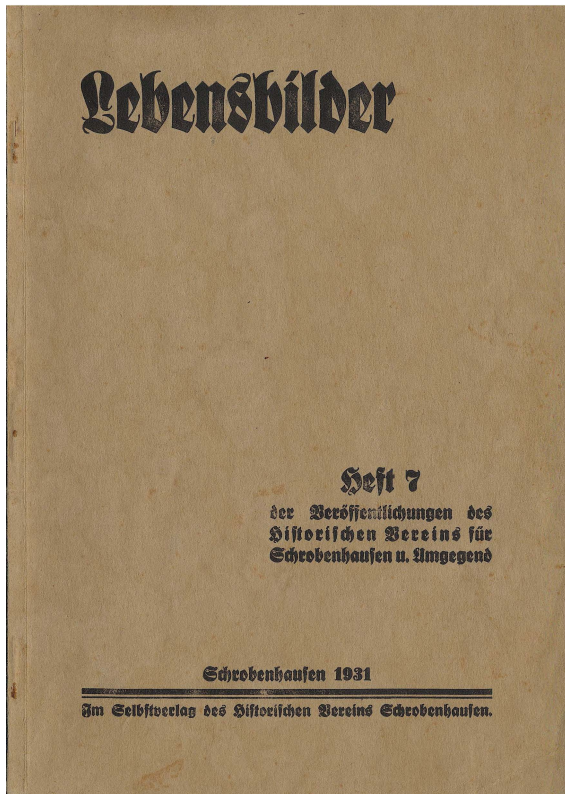 Lebensbilder
Heft 7
der Veröffentlichungen des
Historischen Vereins für
Schrobenhausen u. Umgegend
Schrobenhausen 1931
Im Selbstverlag des Historischen Vereins Schrobenhausen.